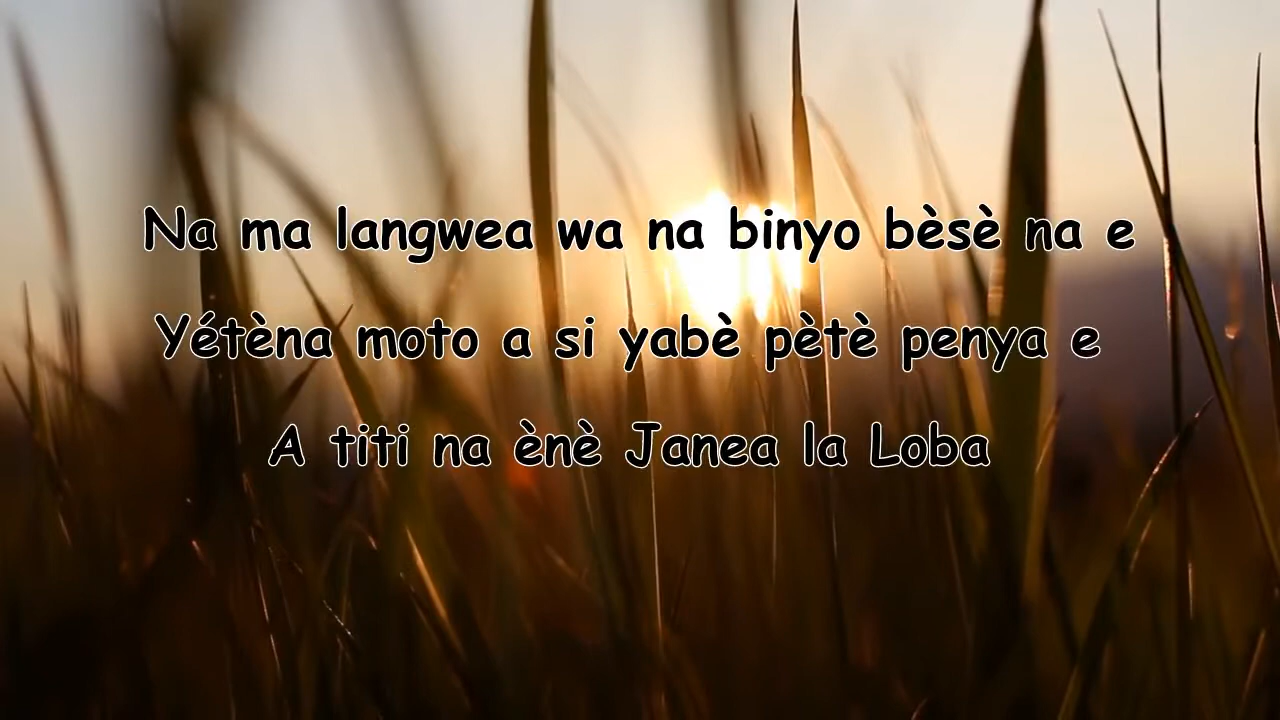 Na ma langwea wa na binyo bèsè na e
Yétèna moto a si yabè pètè penya e
A titi na ènè Janea la Loba